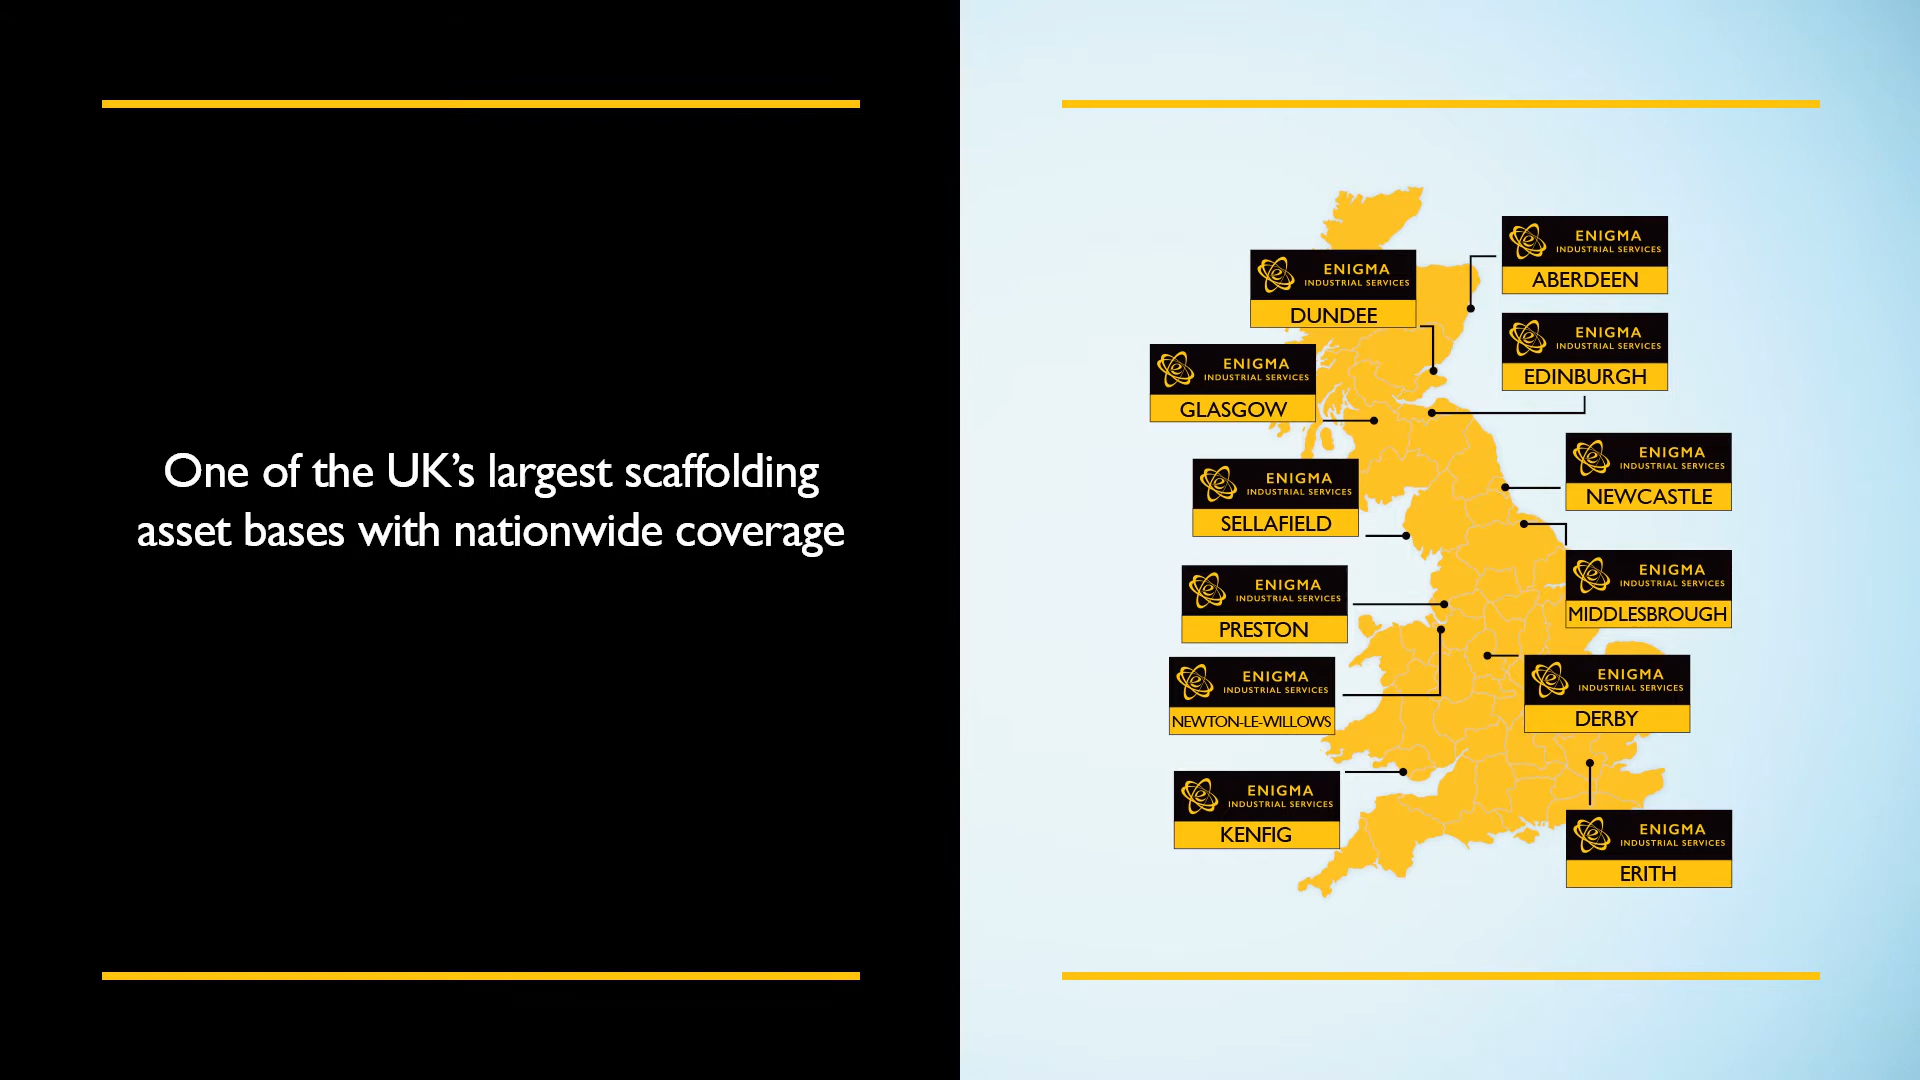 One of the UK’s largest scaffolding
asset bases with nationwide coverage
ENIGMA
INDUSTRIAL SERVICES
ABERDEEN
ENIGMA
INDUSTRIAL SERVICES
DUNDEE
ENIGMA
INDUSTRIAL SERVICES
EDINBURGH
ENIGMA
INDUSTRIAL SERVICES
GLASGOW
ENIGMA
INDUSTRIAL SERVICES
NEWCASTLE
ENIGMA
INDUSTRIAL SERVICES
SELLAFIELD
ENIGMA
INDUSTRIAL SERVICES
MIDDLESBROUGH
ENIGMA
INDUSTRIAL SERVICES
PRESTON
ENIGMA
INDUSTRIAL SERVICES
DERBY
ENIGMA
INDUSTRIAL SERVICES
NEWTON-LE-WILLOWS
ENIGMA
INDUSTRIAL SERVICES
KENFIG
ENIGMA
INDUSTRIAL SERVICES
ERITH